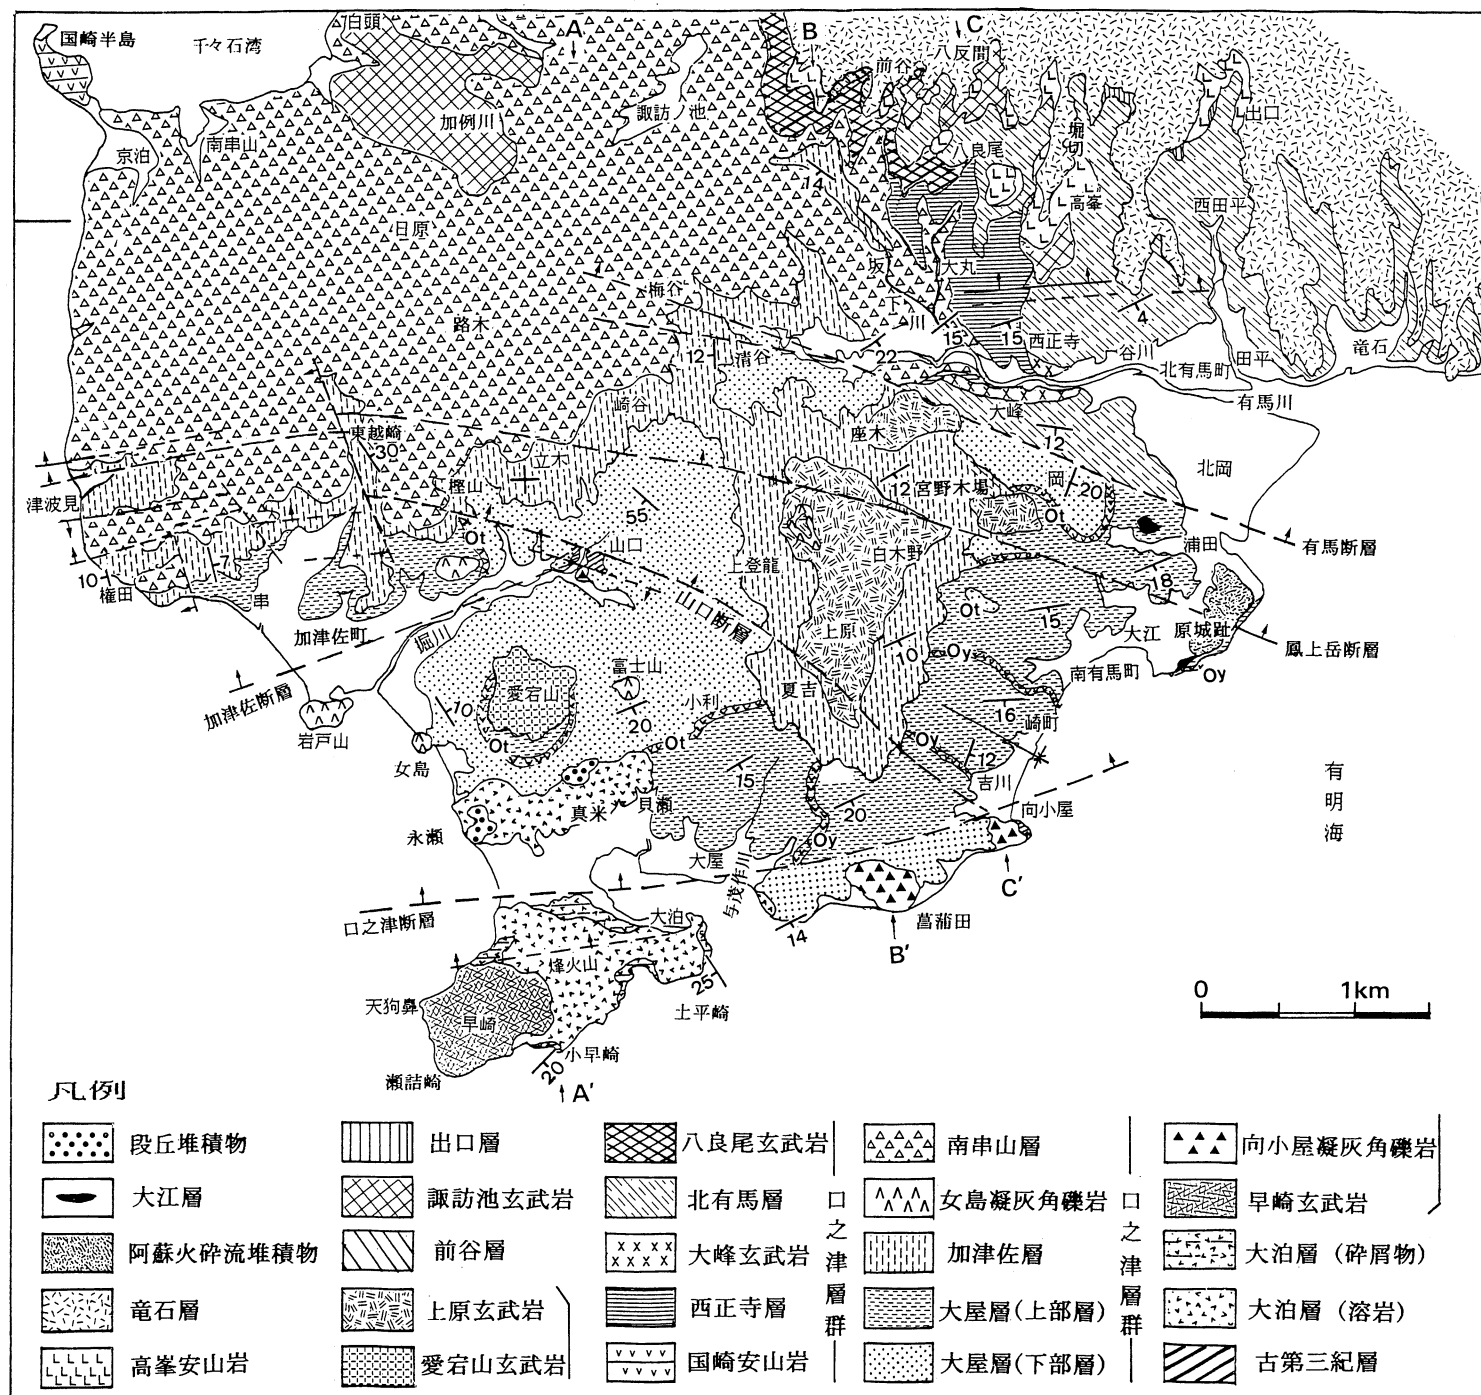 国崎半島
千々石湾
白頭
A
B
C
前谷
八反間
加例川
諏訪ノ池
Ot
京泊
南串山
八良尾
堀切
出口
高峯
14
西田平
日原
坂
下
川
大丸
梅谷
4
路木
12
清谷
22
15
15
西正寺
谷川
田平
竜石
北有馬町
有馬川
崎谷
座木
大峰
東越崎
30
立木
12
北岡
津波見
樫山
55
12
宮野木場
岡
20
Ot
Ot
山口
上登龍
白木野
浦田
有馬断層
10
権田
7
串
山口断層
18
加津佐町
堀川
上原
Ot
15
大江
原城趾
鳳上岳断層
加津佐断層
富士山
愛宕山
10
夏吉
10
Oy
南有馬町
Oy
岩戸山
小利
20
16
崎町
女島
Ot
Ot
15
Oy
12
吉川
有明海
永瀬
真米
貝瀬
20
向小屋
大屋
Oy
与茂作川
C'
口之津断層
大泊
14
菖蒲田
B'
烽火山
25
天狗鼻
早崎
土平崎
0 1km
小早崎
瀬詰崎
20
A'
凡例
段丘堆積物
大江層
阿蘇火砕流堆積物
竜石層
高峯安山岩
出口層
諏訪池玄武岩
前谷層
上原玄武岩
愛宕山玄武岩
八良尾玄武岩
北有馬層
大峰玄武岩
西正寺層
国崎安山岩
口之津層群
南串山層
女島凝灰角礫岩
加津佐層
大屋層(上部層)
大屋層(下部層)
口之津層群
向小屋凝灰角礫岩
早崎玄武岩
大泊層(砕屑物)
大泊層(溶岩)
古第三紀層